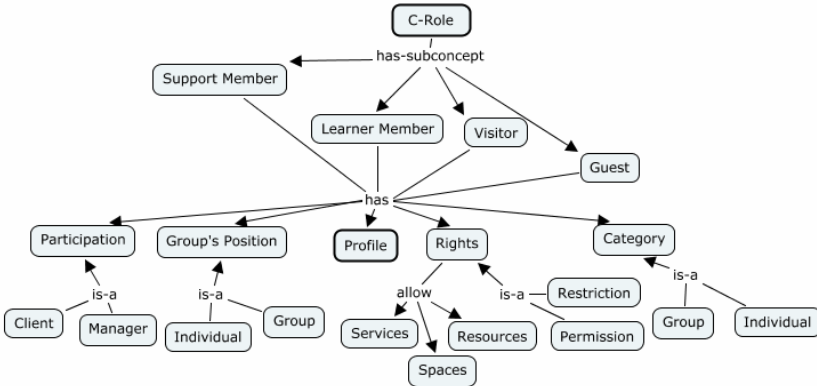 C-Role
has-subconcept
Support Member
Learner Member
Visitor
Guest
has
Participation
Group's Position
Profile
Rights
Category
is-a
is-a
allow
is-a
is-a
Client
Manager
Individual
Group
Services
Spaces
Resources
Restriction
Permission
Group
Individual